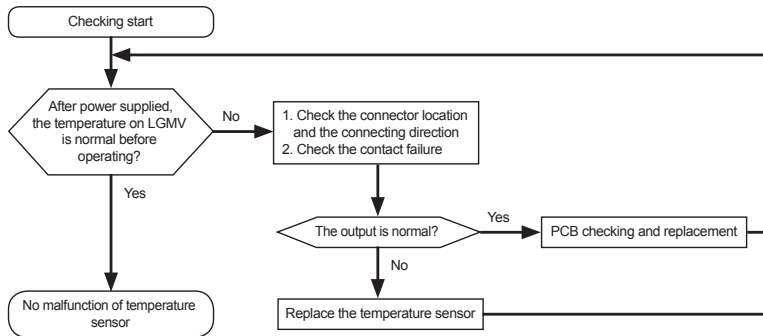 Checking start
After power supplied,
the temperature on LGMV
is normal before
operating?
No
1. Check the connector location
and the connecting direction
2. Check the contact failure
Yes
The output is normal?
Yes
PCB checking and replacement
No
No malfunction of temperature
sensor
Replace the temperature sensor